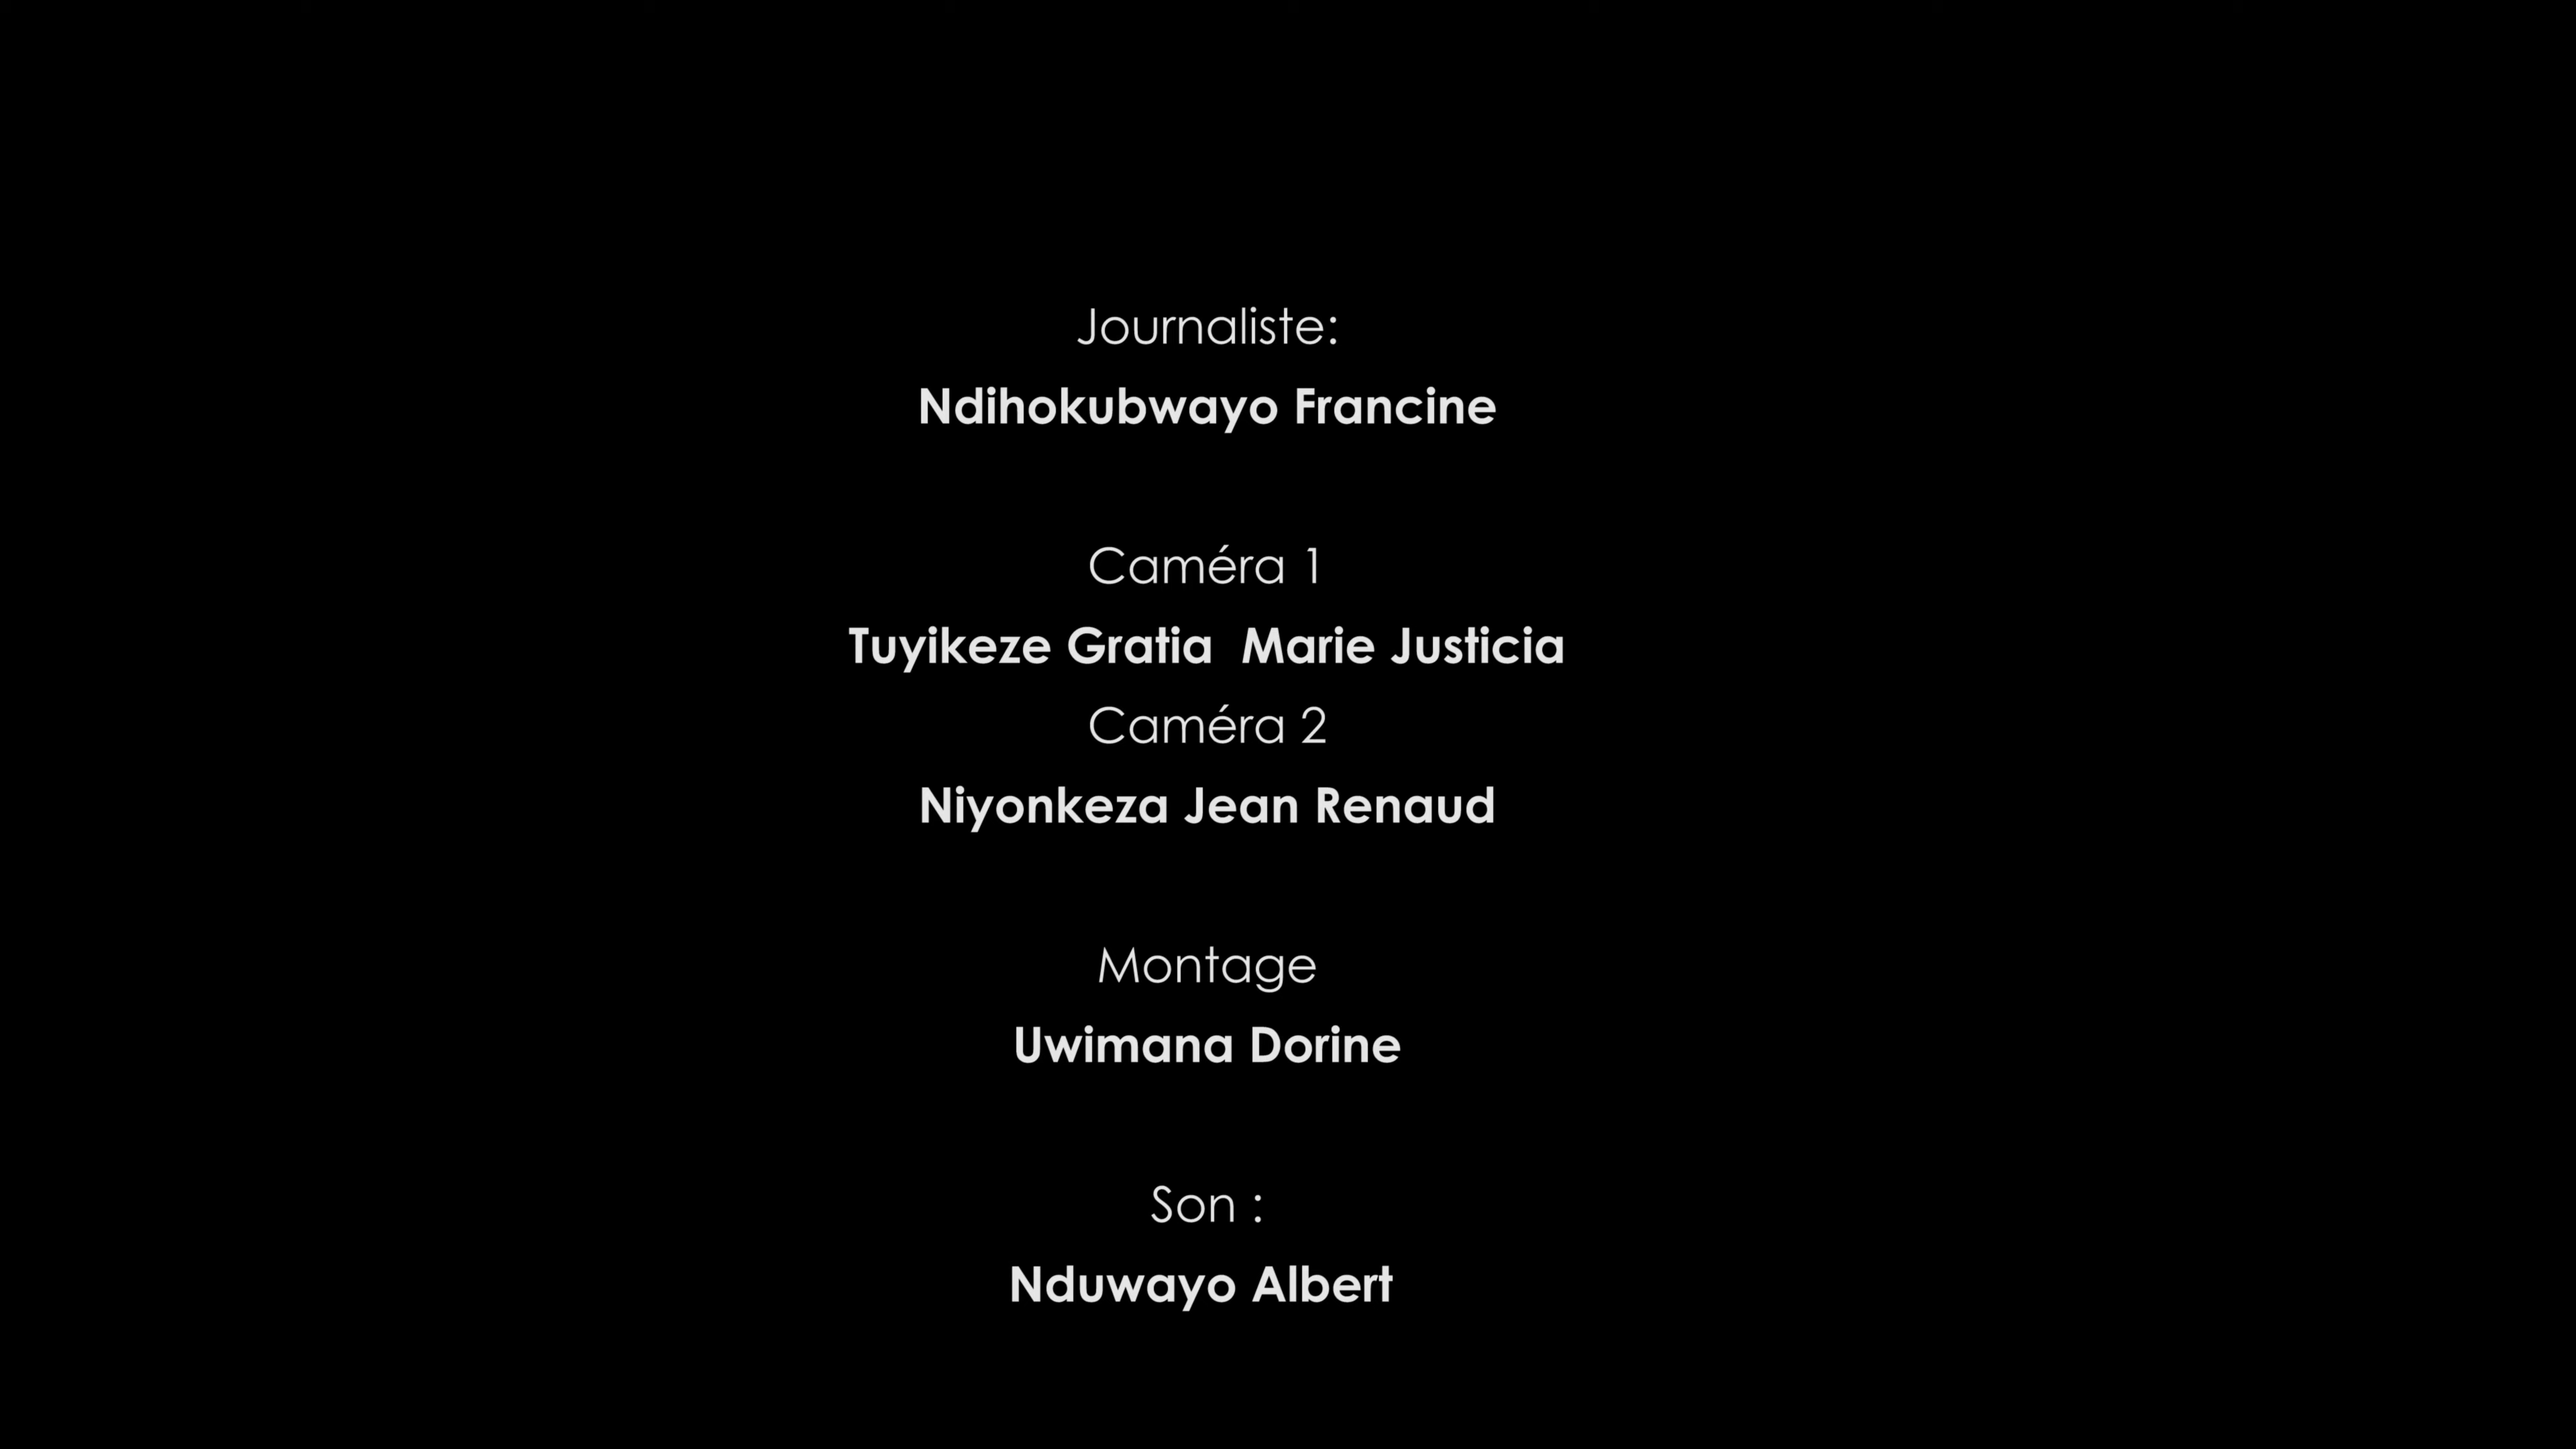 Journaliste:
Ndihokubwayo Francine
Caméra 1
Tuyikeze Gratia  Marie Justicia
Caméra 2
Niyonkeza Jean Renaud
Montage
Uwimana Dorine
Son :
Nduwayo Albert